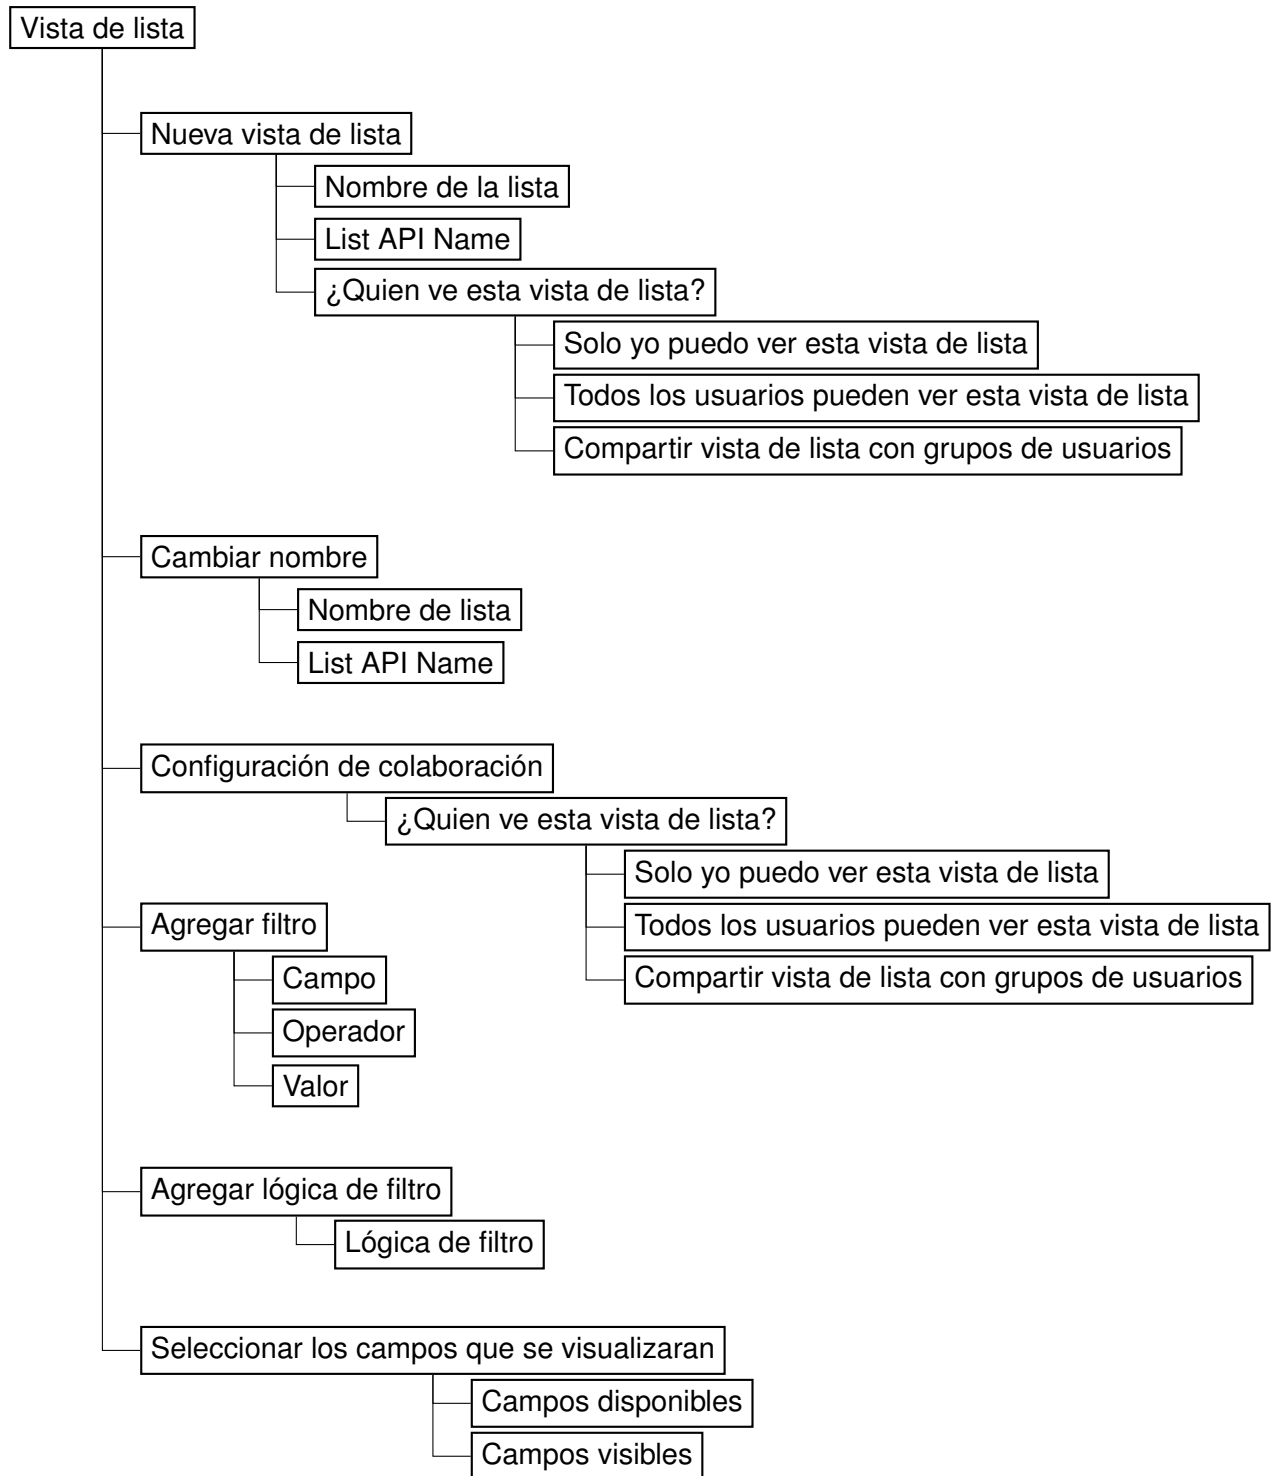 Vista de lista
Nueva vista de lista
Nombre de la lista
List API Name
¿Quien ve esta vista de lista?
Solo yo puedo ver esta vista de lista
Todos los usuarios pueden ver esta vista de lista
Compartir vista de lista con grupos de usuarios
Cambiar nombre
Nombre de lista
List API Name
Configuración de colaboración
¿Quien ve esta vista de lista?
Solo yo puedo ver esta vista de lista
Todos los usuarios pueden ver esta vista de lista
Compartir vista de lista con grupos de usuarios
Agregar filtro
Campo
Operador
Valor
Agregar lógica de filtro
Lógica de filtro
Seleccionar los campos que se visualizaran
Campos disponibles
Campos visibles